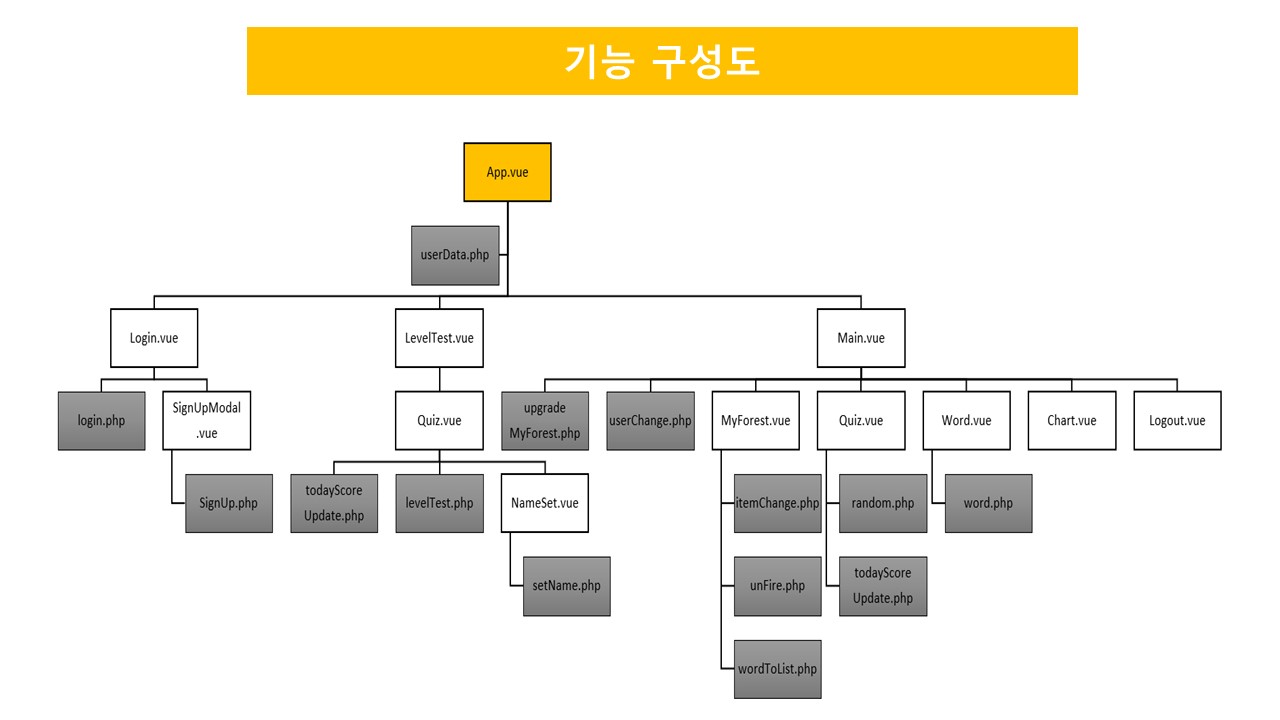 기능 구성도
App.vue
userData.php
Login.vue
LevelTest.vue
Main.vue
login.php
SignUpModal
.vue
Quiz.vue
upgrade
MyForest.php
userChange.php
MyForest.vue
Quiz.vue
Word.vue
Chart.vue
Logout.vue
SignUp.php
todayScore
Update.php
levelTest.php
NameSet.vue
itemChange.php
random.php
word.php
setName.php
unFire.php
todayScore
Update.php
wordToList.php